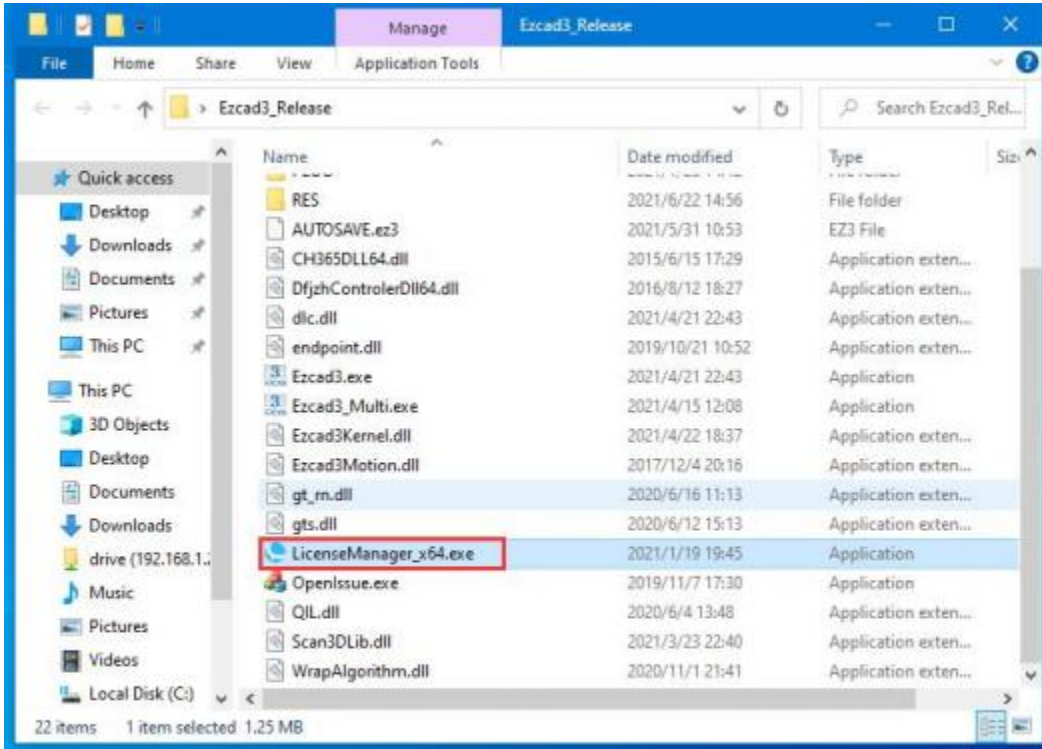 Manage
Ezcad3_Release
File Home Share View Application Tools
Ezcad3_Release
Search Ezcad3_Rel...
Name Date modified Type
Quick access
Desktop
Downloads
Documents
Pictures
This PC
This PC
3D Objects
Desktop
Documents
Downloads
drive (192.168.1.
Music
Pictures
Videos
Local Disk (C:)
RES 2021/6/22 14:56 File folder
AUTOSAVE.ez3 2021/5/31 10:53 EZ3 File
CH365DLL64.dll 2015/6/15 17:29 Application exten...
DfjzhControlerDll64.dll 2016/8/12 18:27 Application exten...
dlc.dll 2021/4/21 22:43 Application exten...
endpoint.dll 2019/10/21 10:52 Application exten...
Ezcad3.exe 2021/4/21 22:43 Application
Ezcad3_Multi.exe 2021/4/15 12:08 Application
Ezcad3Kernel.dll 2021/4/22 18:37 Application exten...
Ezcad3Motion.dll 2017/12/4 20:16 Application exten...
gt_rn.dll 2020/6/16 11:13 Application exten...
gts.dll 2020/6/12 15:13 Application exten...
LicenseManager_x64.exe 2021/1/19 19:45 Application
OpenIssue.exe 2019/11/7 17:30 Application
QIL.dll 2020/6/4 13:48 Application exten...
Scan3DLib.dll 2021/3/23 22:40 Application exten...
WrapAlgorithm.dll 2020/11/1 21:41 Application exten...
22 items 1 item selected 1.25 MB